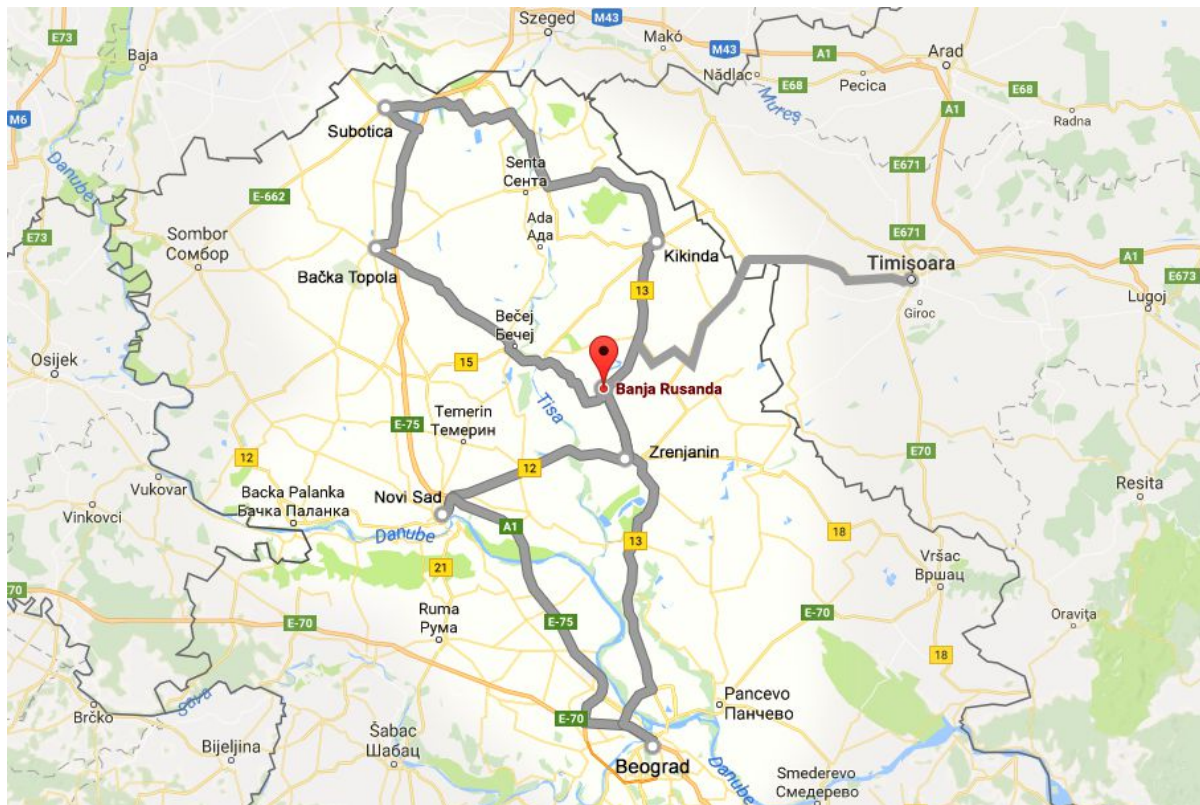 E73
Baja
Szeged
M43
Makó
M43
A1
Arad
Nădlac
E68
Pecica
E68
Mureș
A1
Radna
M6
Subotica
Danube
Senta
Сента
E671
E-662
Ada
Ада
E73
Sombor
Сомбор
Kikinda
E671
Timișoara
A1
E673
Bačka Topola
13
Giroc
Lugoj
Bečej
Бечеј
Osijek
15
Banja Rusanda
Tisa
Temerin
Темерин
E-75
Zrenjanin
12
12
E70
Vukovar
Backa Palanka
Бачка Паланка
Novi Sad
Resita
Vinkovci
Danube
A1
13
18
21
Vršac
Вршац
70
Ruma
Рума
E-70
E-75
E-70
Oravița
18
Sava
Brčko
E-70
Pancevo
Панчево
Šabac
Шабац
Bijeljina
Beograd
Danube
Smederevo
Смедерево